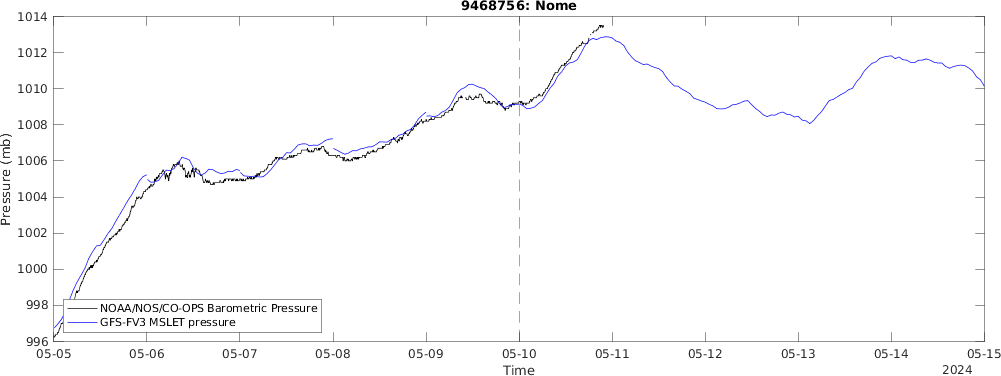 9468756: Nome
1014
1012
1010
1008
1006
1004
1002
1000
998
996
Pressure (mb)
NOAA/NOS/CO-OPS Barometric Pressure
GFS-FV3 MSLET pressure
05-05 05-06 05-07 05-08 05-09 05-10 05-11 05-12 05-13 05-14 05-15
Time
2024